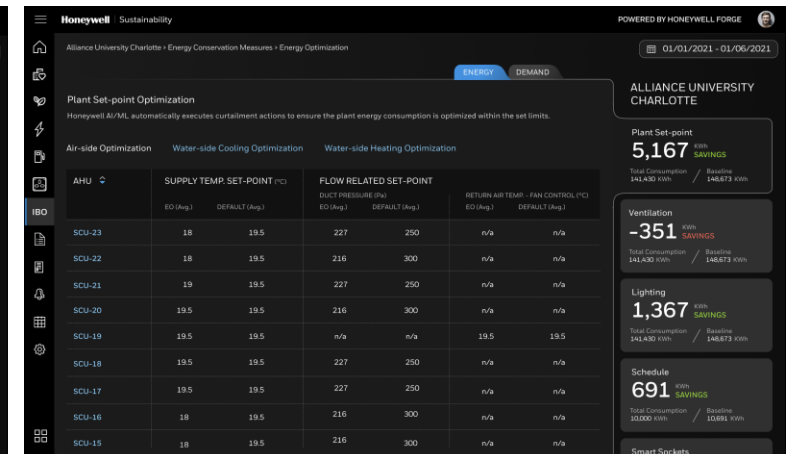 Honeywell | Sustainability
POWERED BY HONEYWELL FORGE
Alliance University Charlotte > Energy Conservation Measures > Energy Optimization
01/01/2021 - 01/06/2021
ENERGY DEMAND
Plant Set-point Optimization
Honeywell AI/ML automatically executes curtailment actions to ensure the plant energy consumption is optimized within the set limits.
Air-side Optimization Water-side Cooling Optimization Water-side Heating Optimization
AHU SUPPLY TEMP. SET-POINT (°C) FLOW RELATED SET-POINT
DUCT PRESSURE (Pa) RETURN AIR TEMP. - FAN CONTROL (°C)
EO (Avg.) DEFAULT (Avg.) EO (Avg.) DEFAULT (Avg.) EO (Avg.) DEFAULT (Avg.)
SCU-23 18 19.5 227 250 n/a n/a
SCU-22 18 19.5 216 300 n/a n/a
SCU-21 19 19.5 227 250 n/a n/a
SCU-20 19.5 19.5 216 300 n/a n/a
SCU-19 19.5 19.5 n/a n/a 19.5 19.5
SCU-18 19.5 19.5 227 250 n/a n/a
SCU-17 19.5 19.5 227 250 n/a n/a
SCU-16 18 19.5 216 300 n/a n/a
SCU-15 18 19.5 216 300 n/a n/a
IBO
ALLIANCE UNIVERSITY
CHARLOTTE
Plant Set-point
5,167 KWh SAVINGS
Total Consumption / Baseline
141,430 KWh / 148,673 KWh
Ventilation
-351 KWh SAVINGS
Total Consumption / Baseline
141,430 KWh / 148,673 KWh
Lighting
1,367 KWh SAVINGS
Total Consumption / Baseline
141,430 KWh / 148,673 KWh
Schedule
691 KWh SAVINGS
Total Consumption / Baseline
10,000 KWh / 10,691 KWh
Smart Sockets